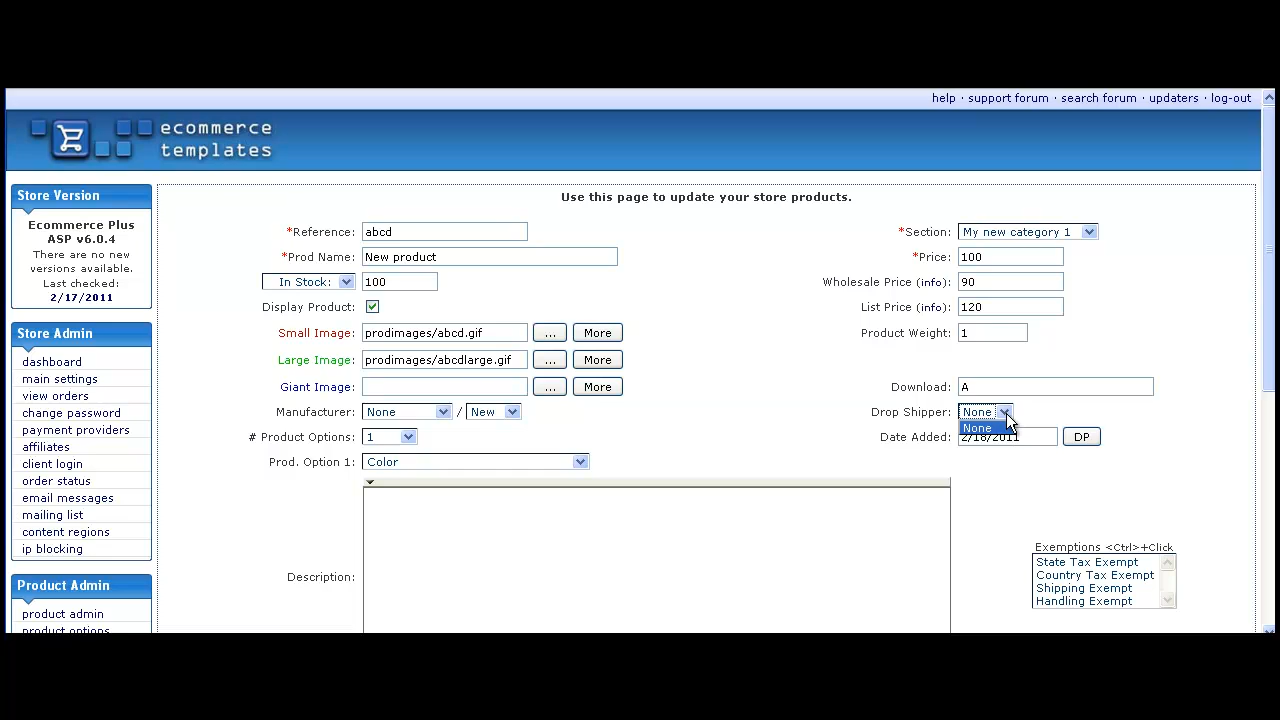 help · support forum · search forum · updaters · log-out
ecommerce
templates
Store Version
Ecommerce Plus
ASP v6.0.4
There are no new
versions available.
Last checked:
2/17/2011
Store Admin
dashboard
main settings
view orders
change password
payment providers
affiliates
client login
order status
email messages
mailing list
content regions
ip blocking
Product Admin
product admin
product options
Use this page to update your store products.
*Reference: abcd
*Section: My new category 1
*Prod Name: New product
*Price: 100
In Stock: 100
Wholesale Price (info): 90
Display Product:
List Price (info): 120
Small Image: prodimages/abcd.gif ... More
Product Weight: 1
Large Image: prodimages/abcdlarge.gif ... More
Giant Image: ... More
Download: A
Manufacturer: None / New
Drop Shipper: None
None
# Product Options: 1
Date Added: 2/18/2011 DP
Prod. Option 1: Color
Description:
Exemptions <Ctrl>+Click
State Tax Exempt
Country Tax Exempt
Shipping Exempt
Handling Exempt